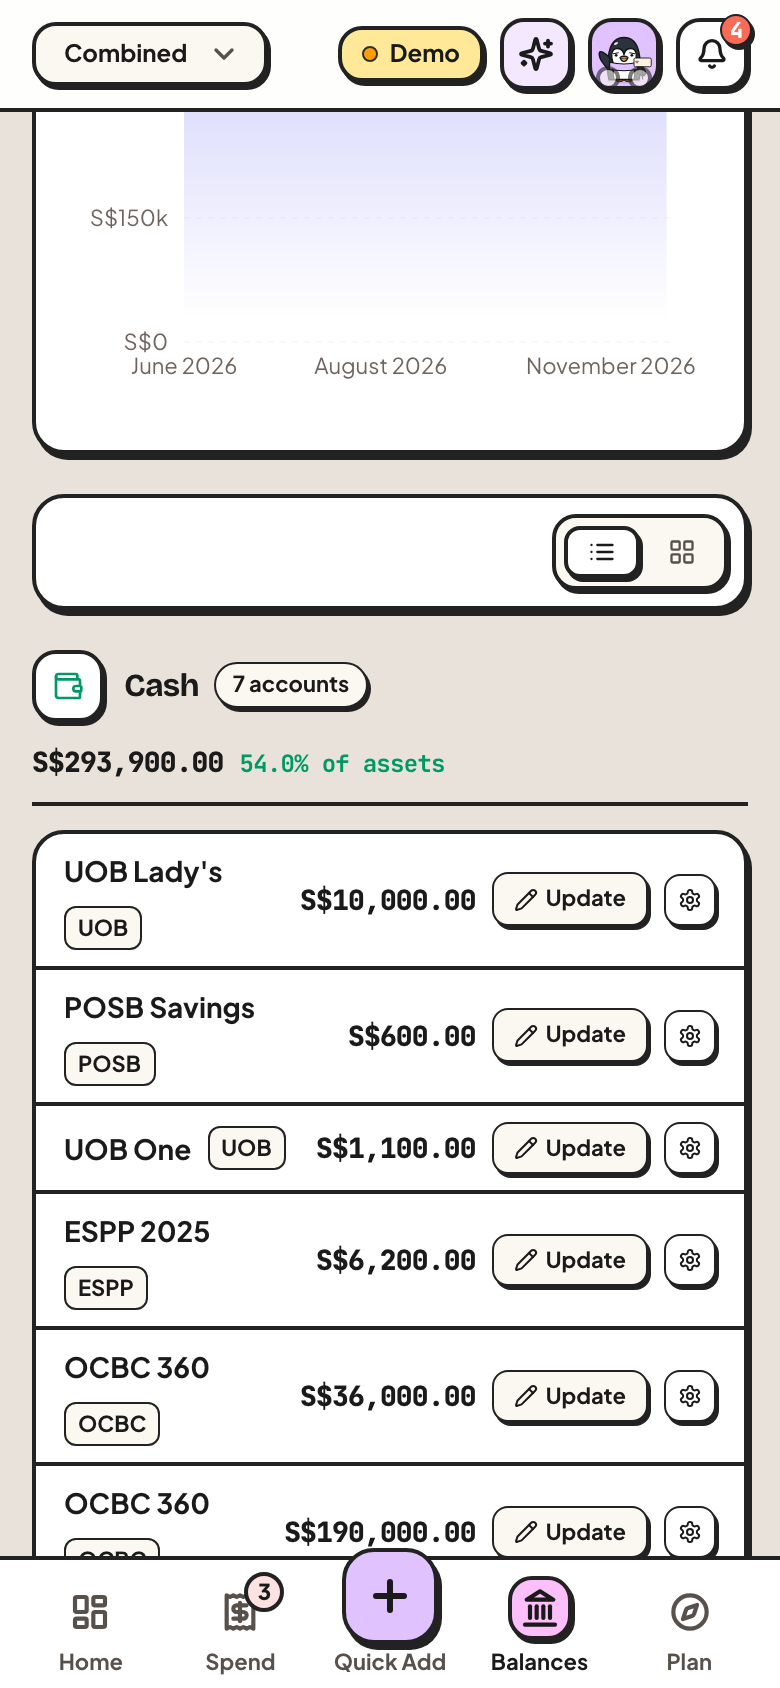 Combined
Demo
4
S$150k
S$0
June 2026 August 2026 November 2026
Cash 7 accounts
S$293,900.00 54.0% of assets
UOB Lady's
UOB
S$10,000.00 Update
POSB Savings
POSB
S$600.00 Update
UOB One UOB S$1,100.00 Update
ESPP 2025
ESPP
S$6,200.00 Update
OCBC 360
OCBC
S$36,000.00 Update
OCBC 360
S$190,000.00 Update
3
Home Spend Quick Add Balances Plan